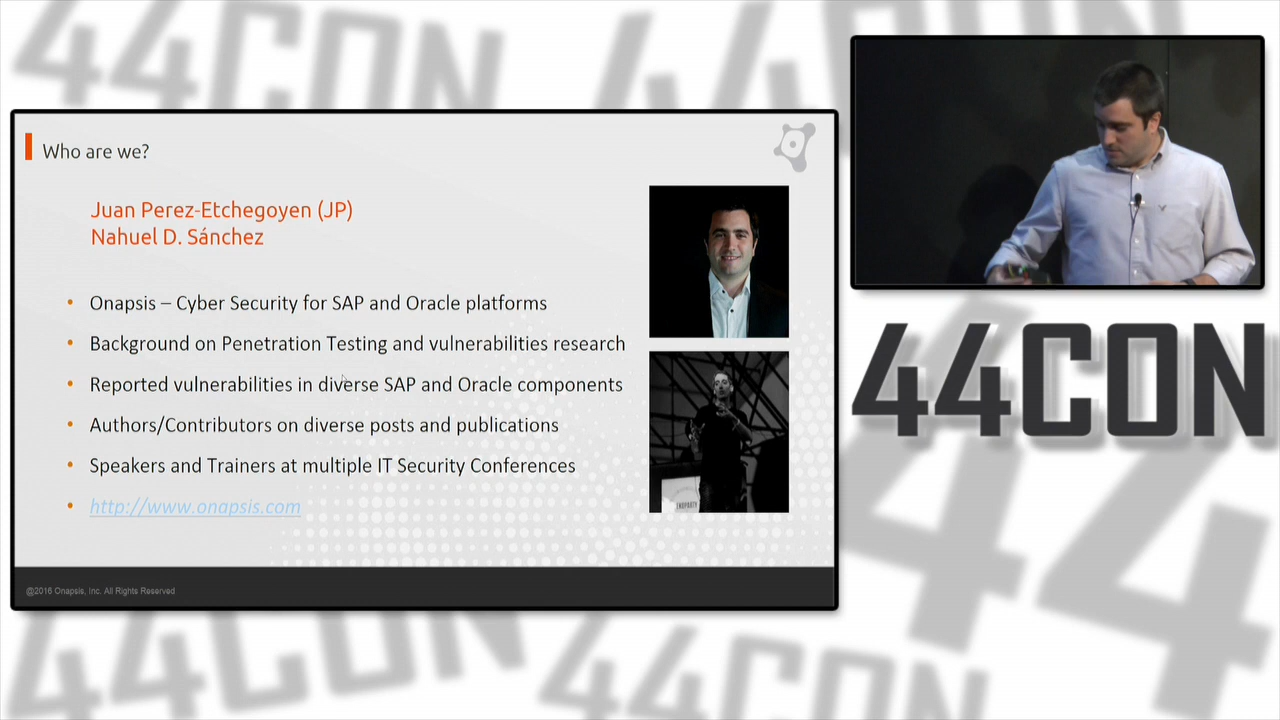 Who are we?
Juan Perez-Etchegoyen (JP)
Nahuel D. Sánchez
Onapsis – Cyber Security for SAP and Oracle platforms
Background on Penetration Testing and vulnerabilities research
Reported vulnerabilities in diverse SAP and Oracle components
Authors/Contributors on diverse posts and publications
Speakers and Trainers at multiple IT Security Conferences
http://www.onapsis.com
@2016 Onapsis, Inc. All Rights Reserved
44CON